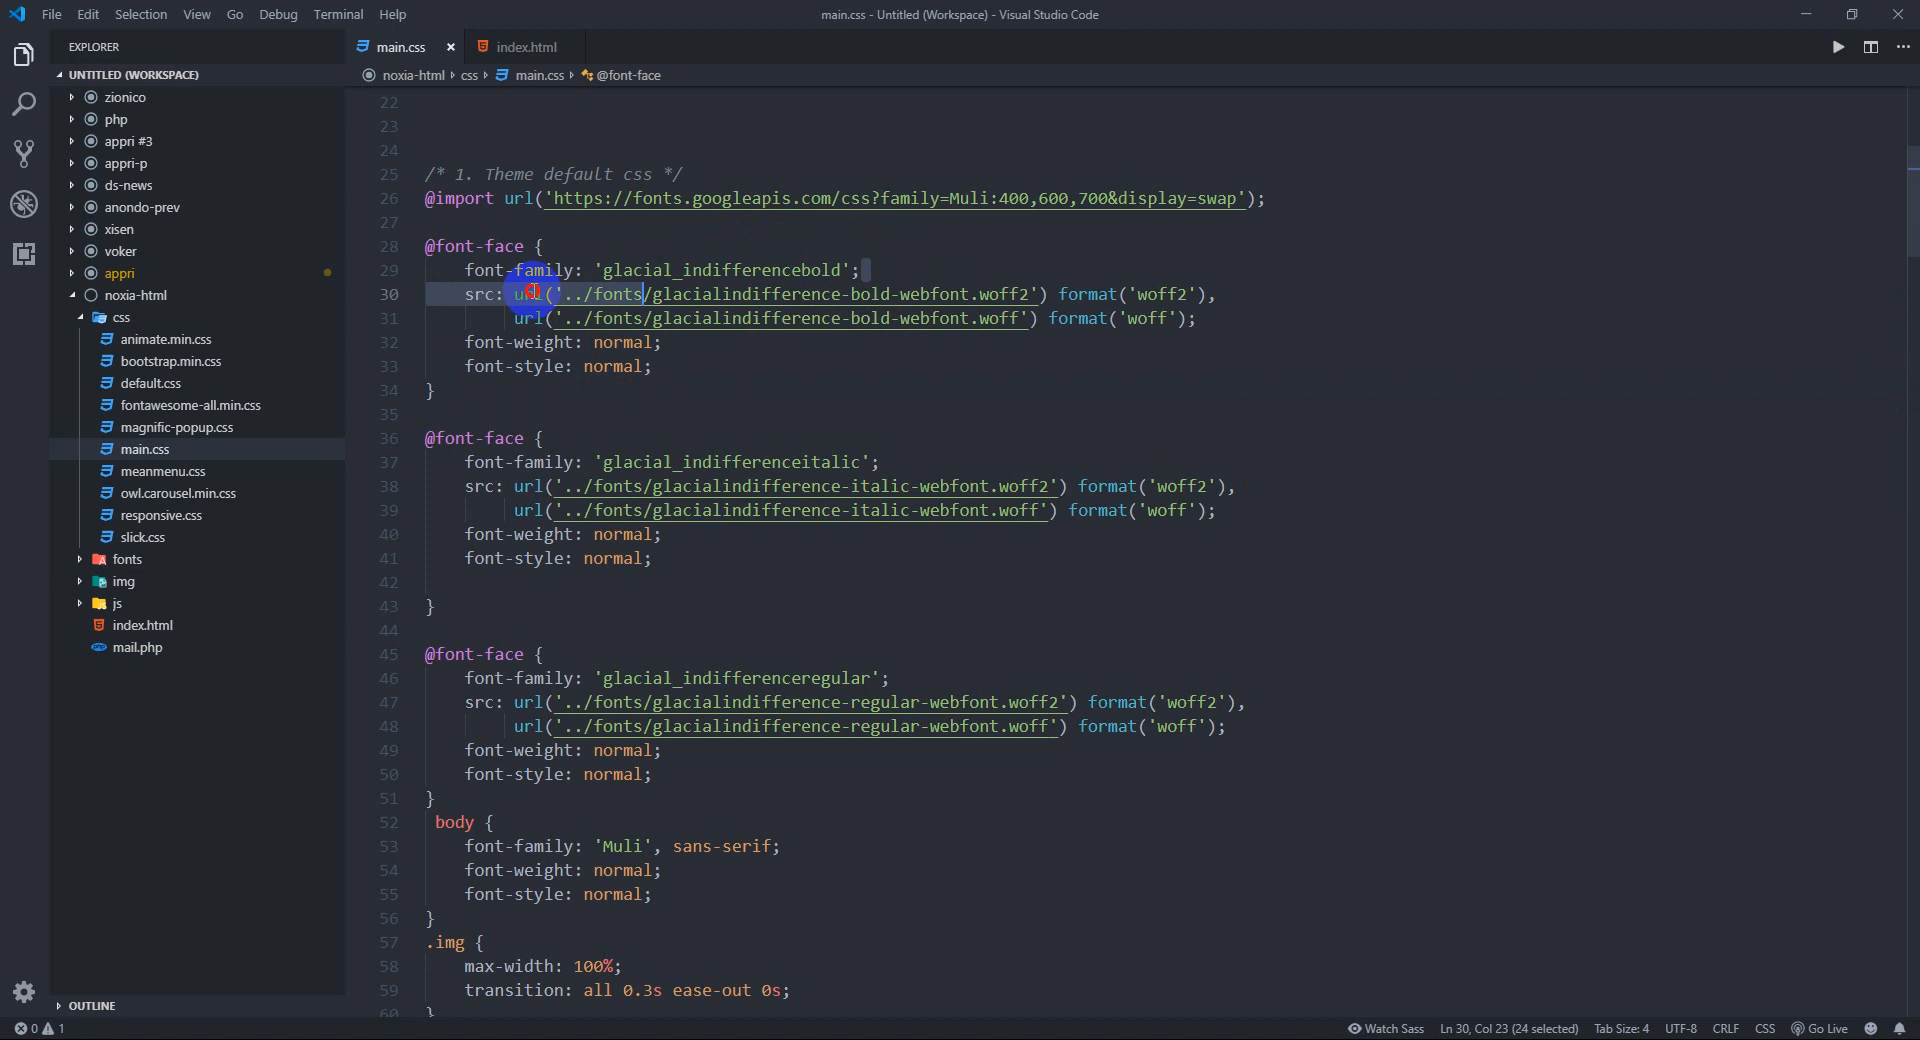 File Edit Selection View Go Debug Terminal Help
main.css - Untitled (Workspace) - Visual Studio Code
EXPLORER
UNTITLED (WORKSPACE)
zionico
php
appri #3
appri-p
ds-news
anondo-prev
xisen
voker
appri
noxia-html
css
animate.min.css
bootstrap.min.css
default.css
fontawesome-all.min.css
magnific-popup.css
main.css
meanmenu.css
owl.carousel.min.css
responsive.css
slick.css
fonts
img
js
index.html
mail.php
OUTLINE
main.css index.html
noxia-html css main.css @font-face
22
23
24
25 /* 1. Theme default css */
26 @import url('https://fonts.googleapis.com/css?family=Muli:400,600,700&display=swap');
27
28 @font-face {
29 font-family: 'glacial_indifferencebold';
30 src: url('../fonts/glacialindifference-bold-webfont.woff2') format('woff2'),
31 url('../fonts/glacialindifference-bold-webfont.woff') format('woff');
32 font-weight: normal;
33 font-style: normal;
34 }
35
36 @font-face {
37 font-family: 'glacial_indifferenceitalic';
38 src: url('../fonts/glacialindifference-italic-webfont.woff2') format('woff2'),
39 url('../fonts/glacialindifference-italic-webfont.woff') format('woff');
40 font-weight: normal;
41 font-style: normal;
42
43 }
44
45 @font-face {
46 font-family: 'glacial_indifferenceregular';
47 src: url('../fonts/glacialindifference-regular-webfont.woff2') format('woff2'),
48 url('../fonts/glacialindifference-regular-webfont.woff') format('woff');
49 font-weight: normal;
50 font-style: normal;
51 }
52 body {
53 font-family: 'Muli', sans-serif;
54 font-weight: normal;
55 font-style: normal;
56 }
57 .img {
58 max-width: 100%;
59 transition: all 0.3s ease-out 0s;
60 }
0 1 Watch Sass Ln 30, Col 23 (24 selected) Tab Size: 4 UTF-8 CRLF CSS Go Live